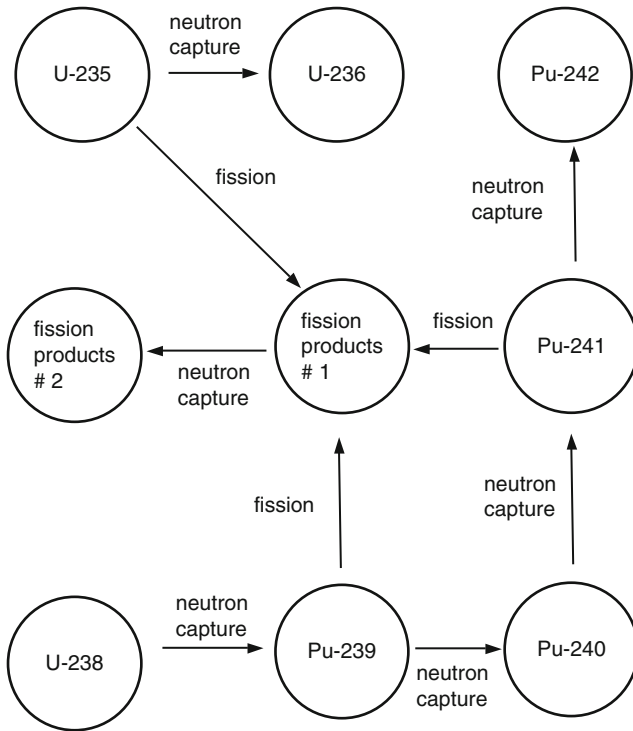 neutron
capture
U-235
U-236
Pu-242
fission
neutron
capture
fission
products
# 2
neutron
capture
fission
products
# 1
fission
Pu-241
fission
neutron
capture
U-238
neutron
capture
Pu-239
neutron
capture
Pu-240